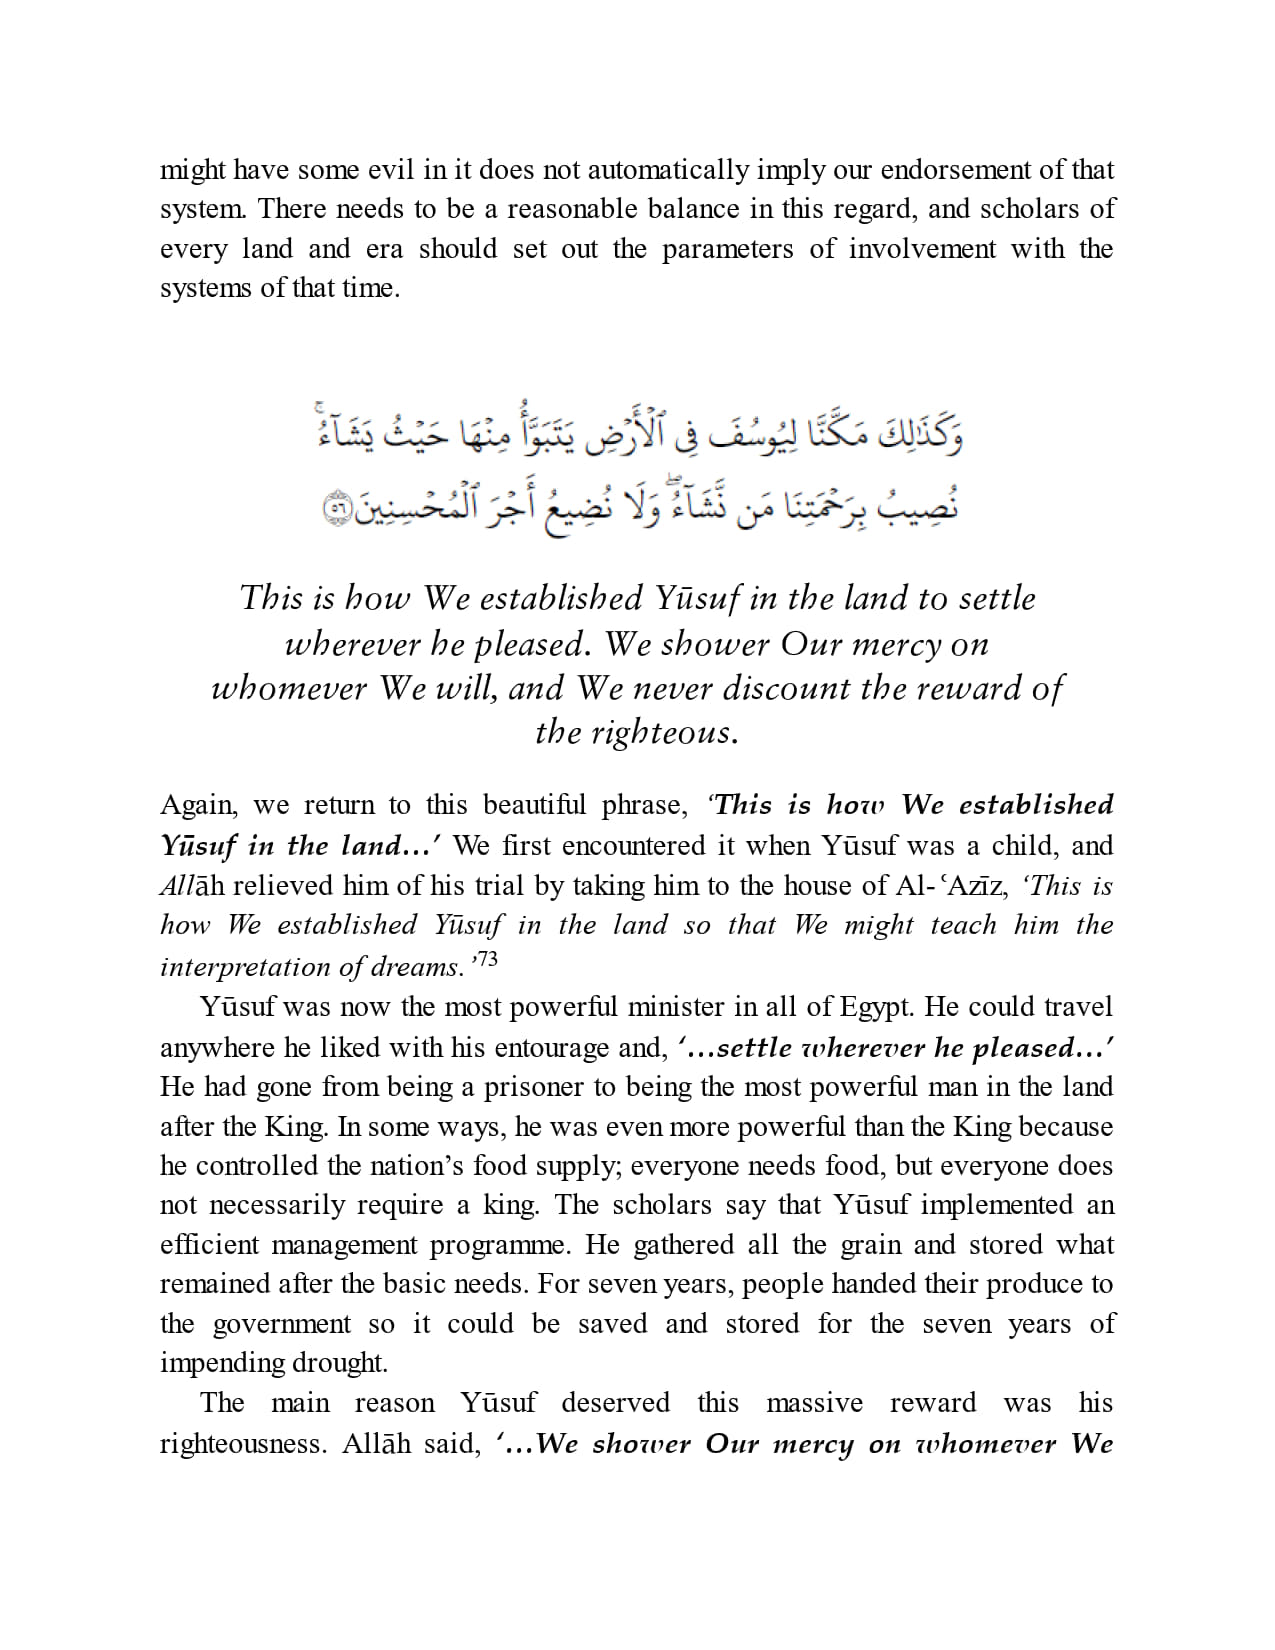 might have some evil in it does not automatically imply our endorsement of that
system. There needs to be a reasonable balance in this regard, and scholars of
every land and era should set out the parameters of involvement with the
systems of that time.
وَكَذَٰلِكَ مَكَّنَّا لِيُوسُفَ فِى ٱلْأَرْضِ يَتَبَوَّأُ مِنْهَا حَيْثُ يَشَآءُ ۚ
نُصِيبُ بِرَحْمَتِنَا مَن نَّشَآءُ ۖ وَلَا نُضِيعُ أَجْرَ ٱلْمُحْسِنِينَ ٥٦
This is how We established Yūsuf in the land to settle
wherever he pleased. We shower Our mercy on
whomever We will, and We never discount the reward of
the righteous.
Again, we return to this beautiful phrase, ‘This is how We established
Yūsuf in the land…’ We first encountered it when Yūsuf was a child, and
Allāh relieved him of his trial by taking him to the house of Al-ʿAzīz, ‘This is
how We established Yūsuf in the land so that We might teach him the
interpretation of dreams.’73
Yūsuf was now the most powerful minister in all of Egypt. He could travel
anywhere he liked with his entourage and, ‘…settle wherever he pleased…’
He had gone from being a prisoner to being the most powerful man in the land
after the King. In some ways, he was even more powerful than the King because
he controlled the nation’s food supply; everyone needs food, but everyone does
not necessarily require a king. The scholars say that Yūsuf implemented an
efficient management programme. He gathered all the grain and stored what
remained after the basic needs. For seven years, people handed their produce to
the government so it could be saved and stored for the seven years of
impending drought.
The main reason Yūsuf deserved this massive reward was his
righteousness. Allāh said, ‘…We shower Our mercy on whomever We